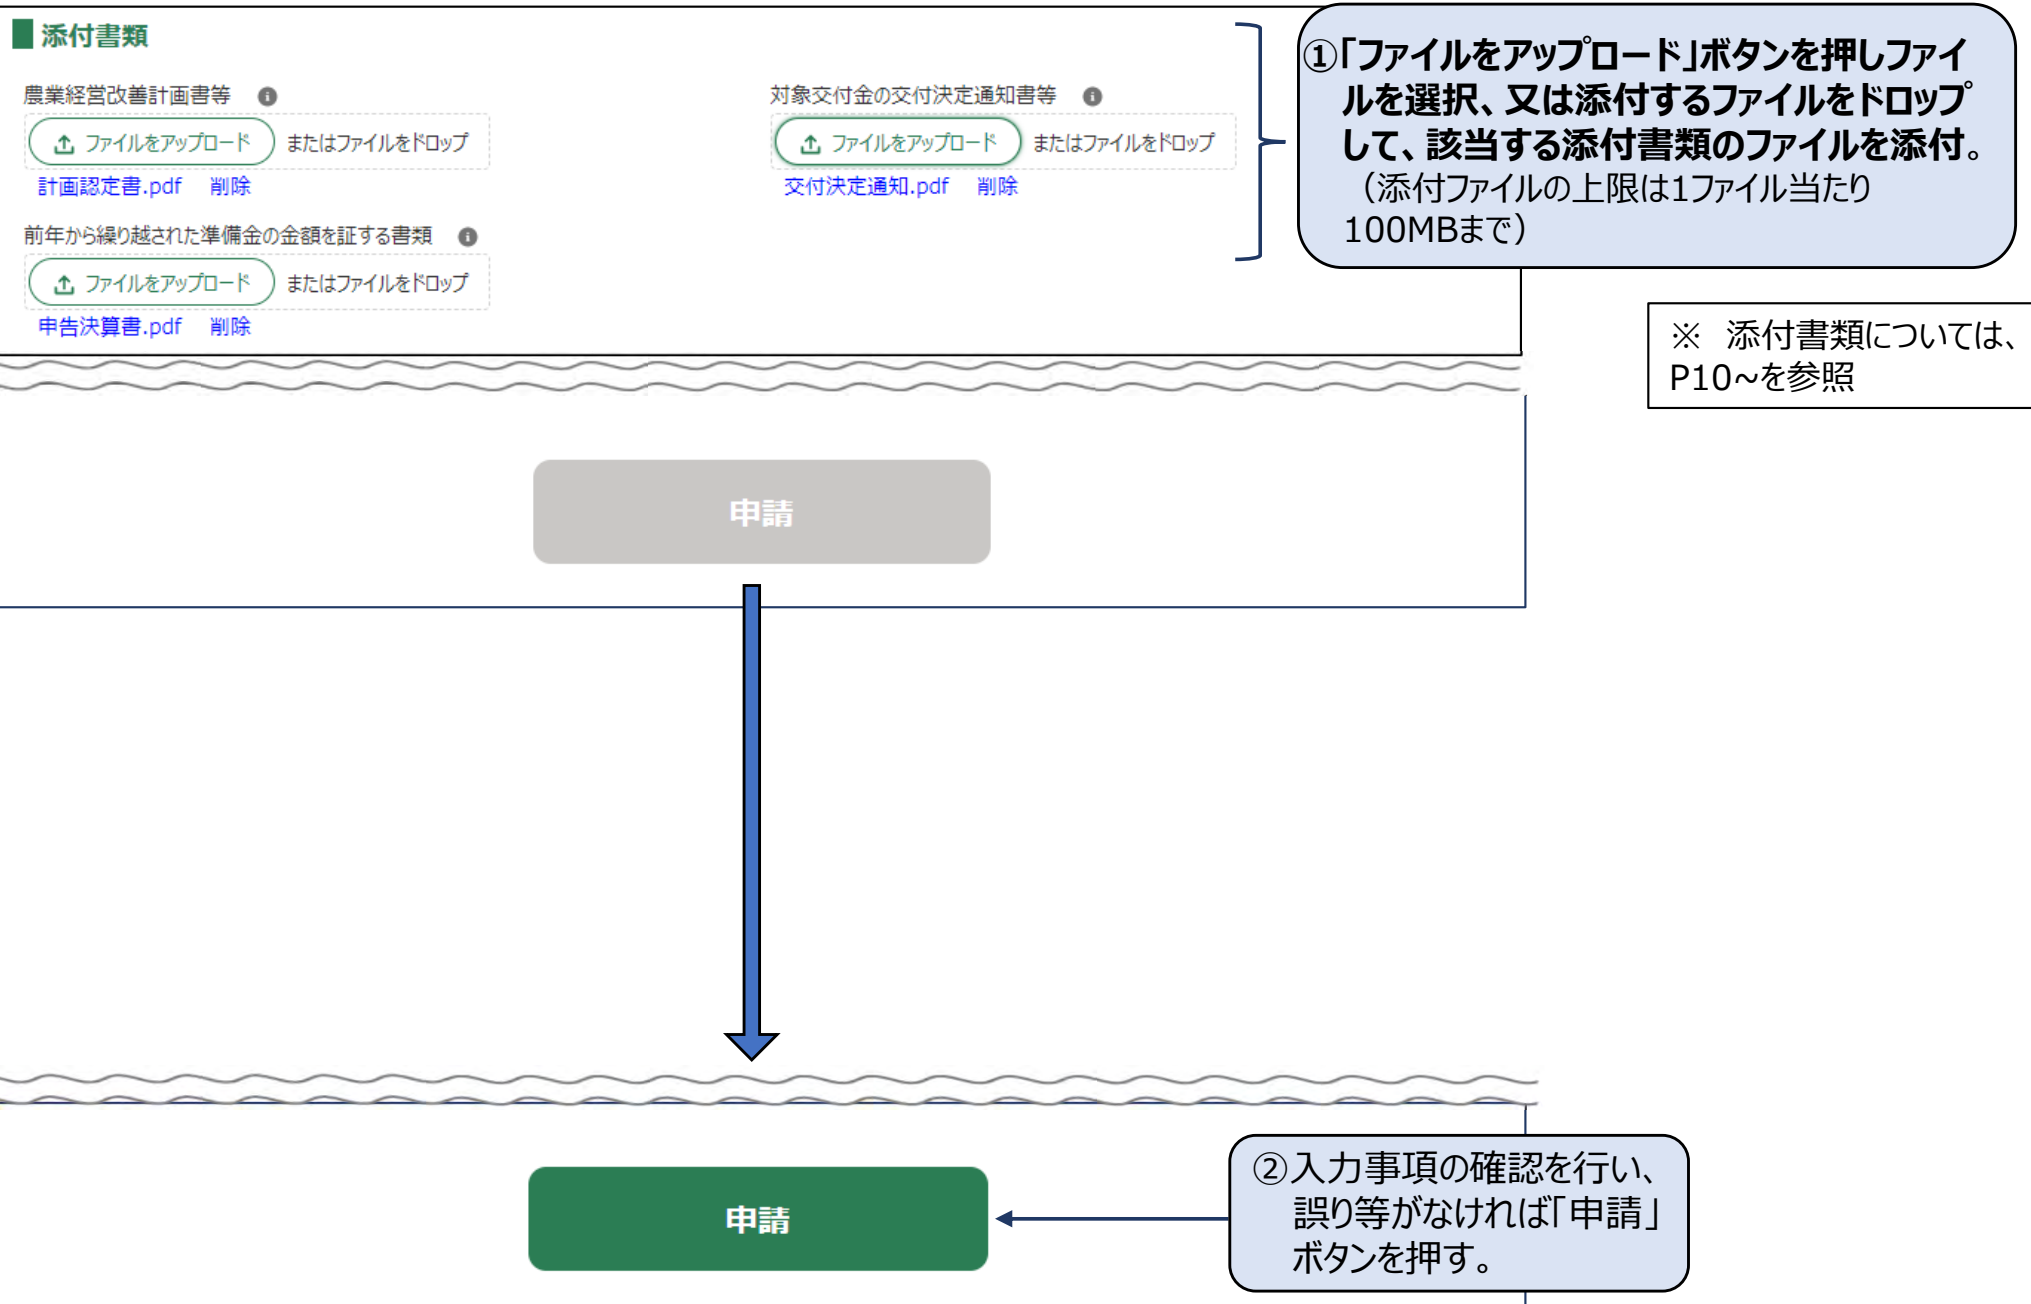 添付書類
農業経営改善計画書等
ファイルをアップロード またはファイルをドロップ
計画認定書.pdf 削除
対象交付金の交付決定通知書等
ファイルをアップロード またはファイルをドロップ
交付決定通知.pdf 削除
前年から繰り越された準備金の金額を証する書類
ファイルをアップロード またはファイルをドロップ
申告決算書.pdf 削除
①「ファイルをアップロード」ボタンを押しファイ
ルを選択、又は添付するファイルをドロップ
して、該当する添付書類のファイルを添付。
（添付ファイルの上限は1ファイル当たり
100MBまで）
※ 添付書類については、
P10~を参照
申請
申請
②入力事項の確認を行い、
誤り等がなければ「申請」
ボタンを押す。